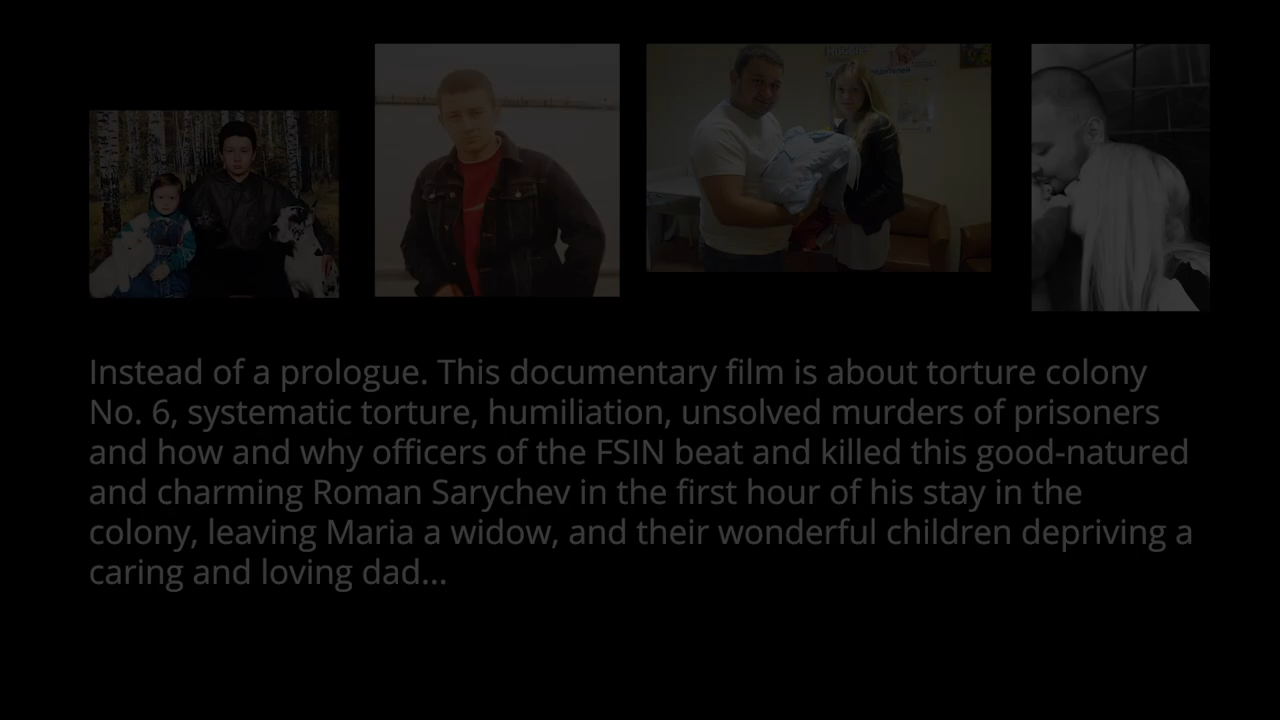 Instead of a prologue. This documentary film is about torture colony
No. 6, systematic torture, humiliation, unsolved murders of prisoners
and how and why officers of the FSIN beat and killed this good-natured
and charming Roman Sarychev in the first hour of his stay in the
colony, leaving Maria a widow, and their wonderful children depriving a
caring and loving dad...